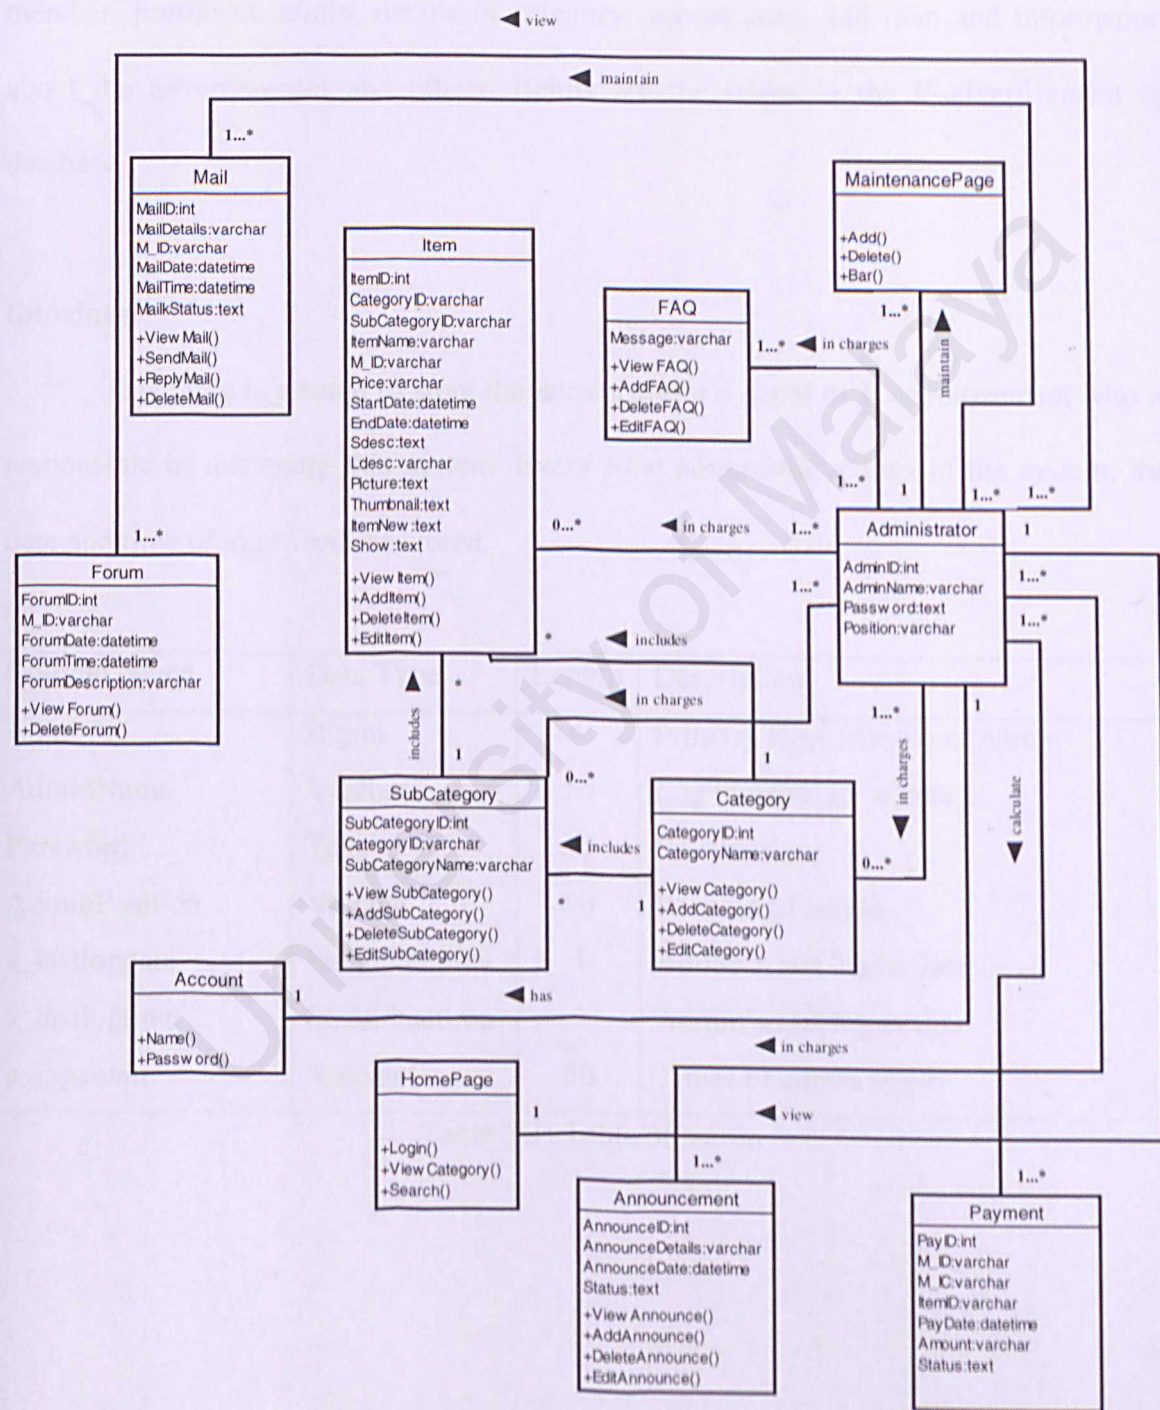 view
maintain
1...*
Mail
MailID:int
MailDetails:varchar
M_ID:varchar
MailDate:datetime
MailTime:datetime
MailkStatus:text
+View Mail()
+SendMail()
+ReplyMail()
+DeleteMail()
MaintenancePage
+Add()
+Delete()
+Bar()
1...*
maintain
Item
ItemID:int
CategoryID:varchar
SubCategoryID:varchar
ItemName:varchar
M_ID:varchar
Price:varchar
StartDate:datetime
EndDate:datetime
Sdesc:text
Ldesc:varchar
Picture:text
Thumbnail:text
ItemNew :text
Show:text
+View Item()
+AddItem()
+DeleteItem()
+EditItem()
FAQ
Message:varchar
+View FAQ()
+AddFAQ()
+DeleteFAQ()
+EditFAQ()
1...* in charges
1...* 1 1...* 1...*
0...* in charges 1...*
Administrator
AdminID:int
AdminName:varchar
Passw ord:text
Position:varchar
1
1...*
1...*
1...*
1...*
Forum
ForumID:int
M_ID:varchar
ForumDate:datetime
ForumTime:datetime
ForumDescription:varchar
+View Forum()
+DeleteForum()
* includes
*
in charges
includes
1
0...*
1
1...*
1
in charges
calculate
SubCategory
SubCategoryID:int
CategoryID:varchar
SubCategoryName:varchar
+View SubCategory()
+AddSubCategory()
+DeleteSubCategory()
+EditSubCategory()
includes
* 1
Category
CategoryID:int
CategoryName:varchar
+View Category()
+AddCategory()
+DeleteCategory()
+EditCategory()
0...*
Account
+Name()
+Passw ord()
1 has
in charges
HomePage
+Login()
+View Category()
+Search()
1 view
1...*
Announcement
AnnounceID:int
AnnounceDetails:varchar
AnnounceDate:datetime
Status:text
+View Announce()
+AddAnnounce()
+DeleteAnnounce()
+EditAnnounce()
1...*
Payment
PayID:int
M_ID:varchar
M_IC:varchar
ItemID:varchar
PayDate:datetime
Amount:varchar
Status:text
University of Malaya